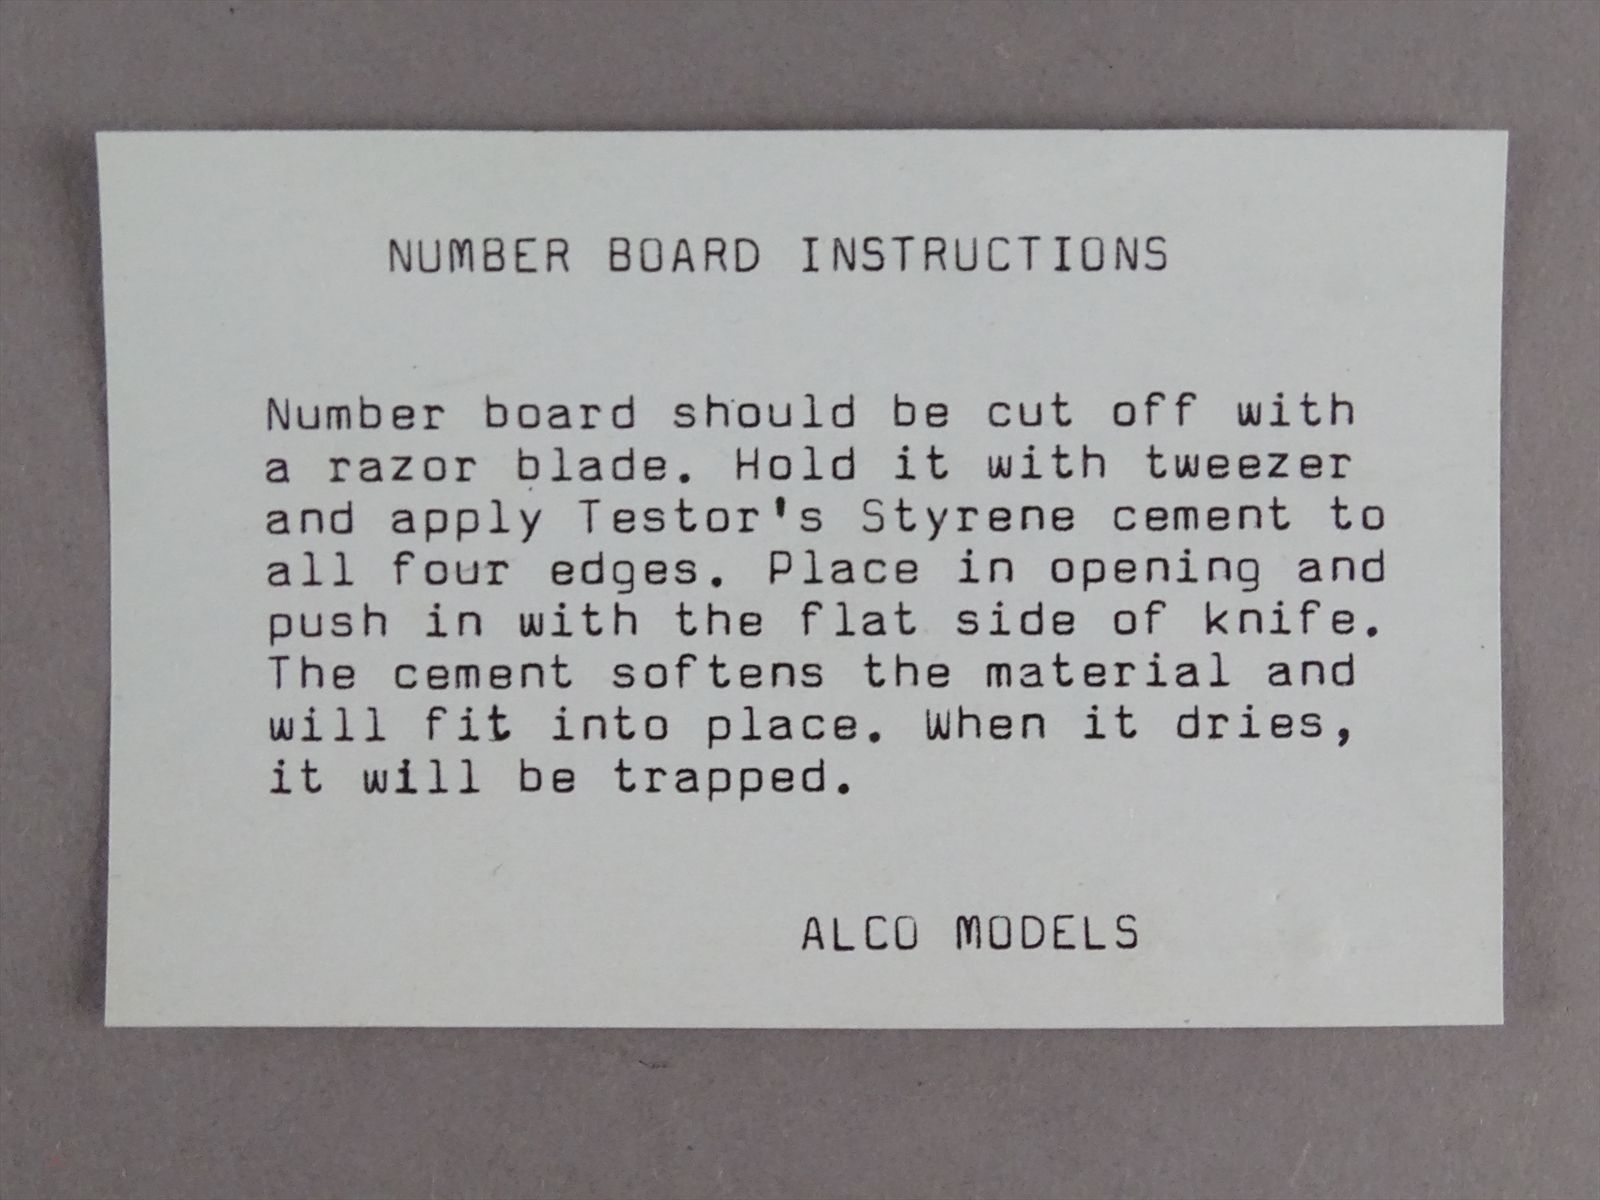 NUMBER BOARD INSTRUCTIONS
Number board should be cut off with
a razor blade. Hold it with tweezer
and apply Testor's Styrene cement to
all four edges. Place in opening and
push in with the flat side of knife.
The cement softens the material and
will fit into place. When it dries,
it will be trapped.
ALCO MODELS